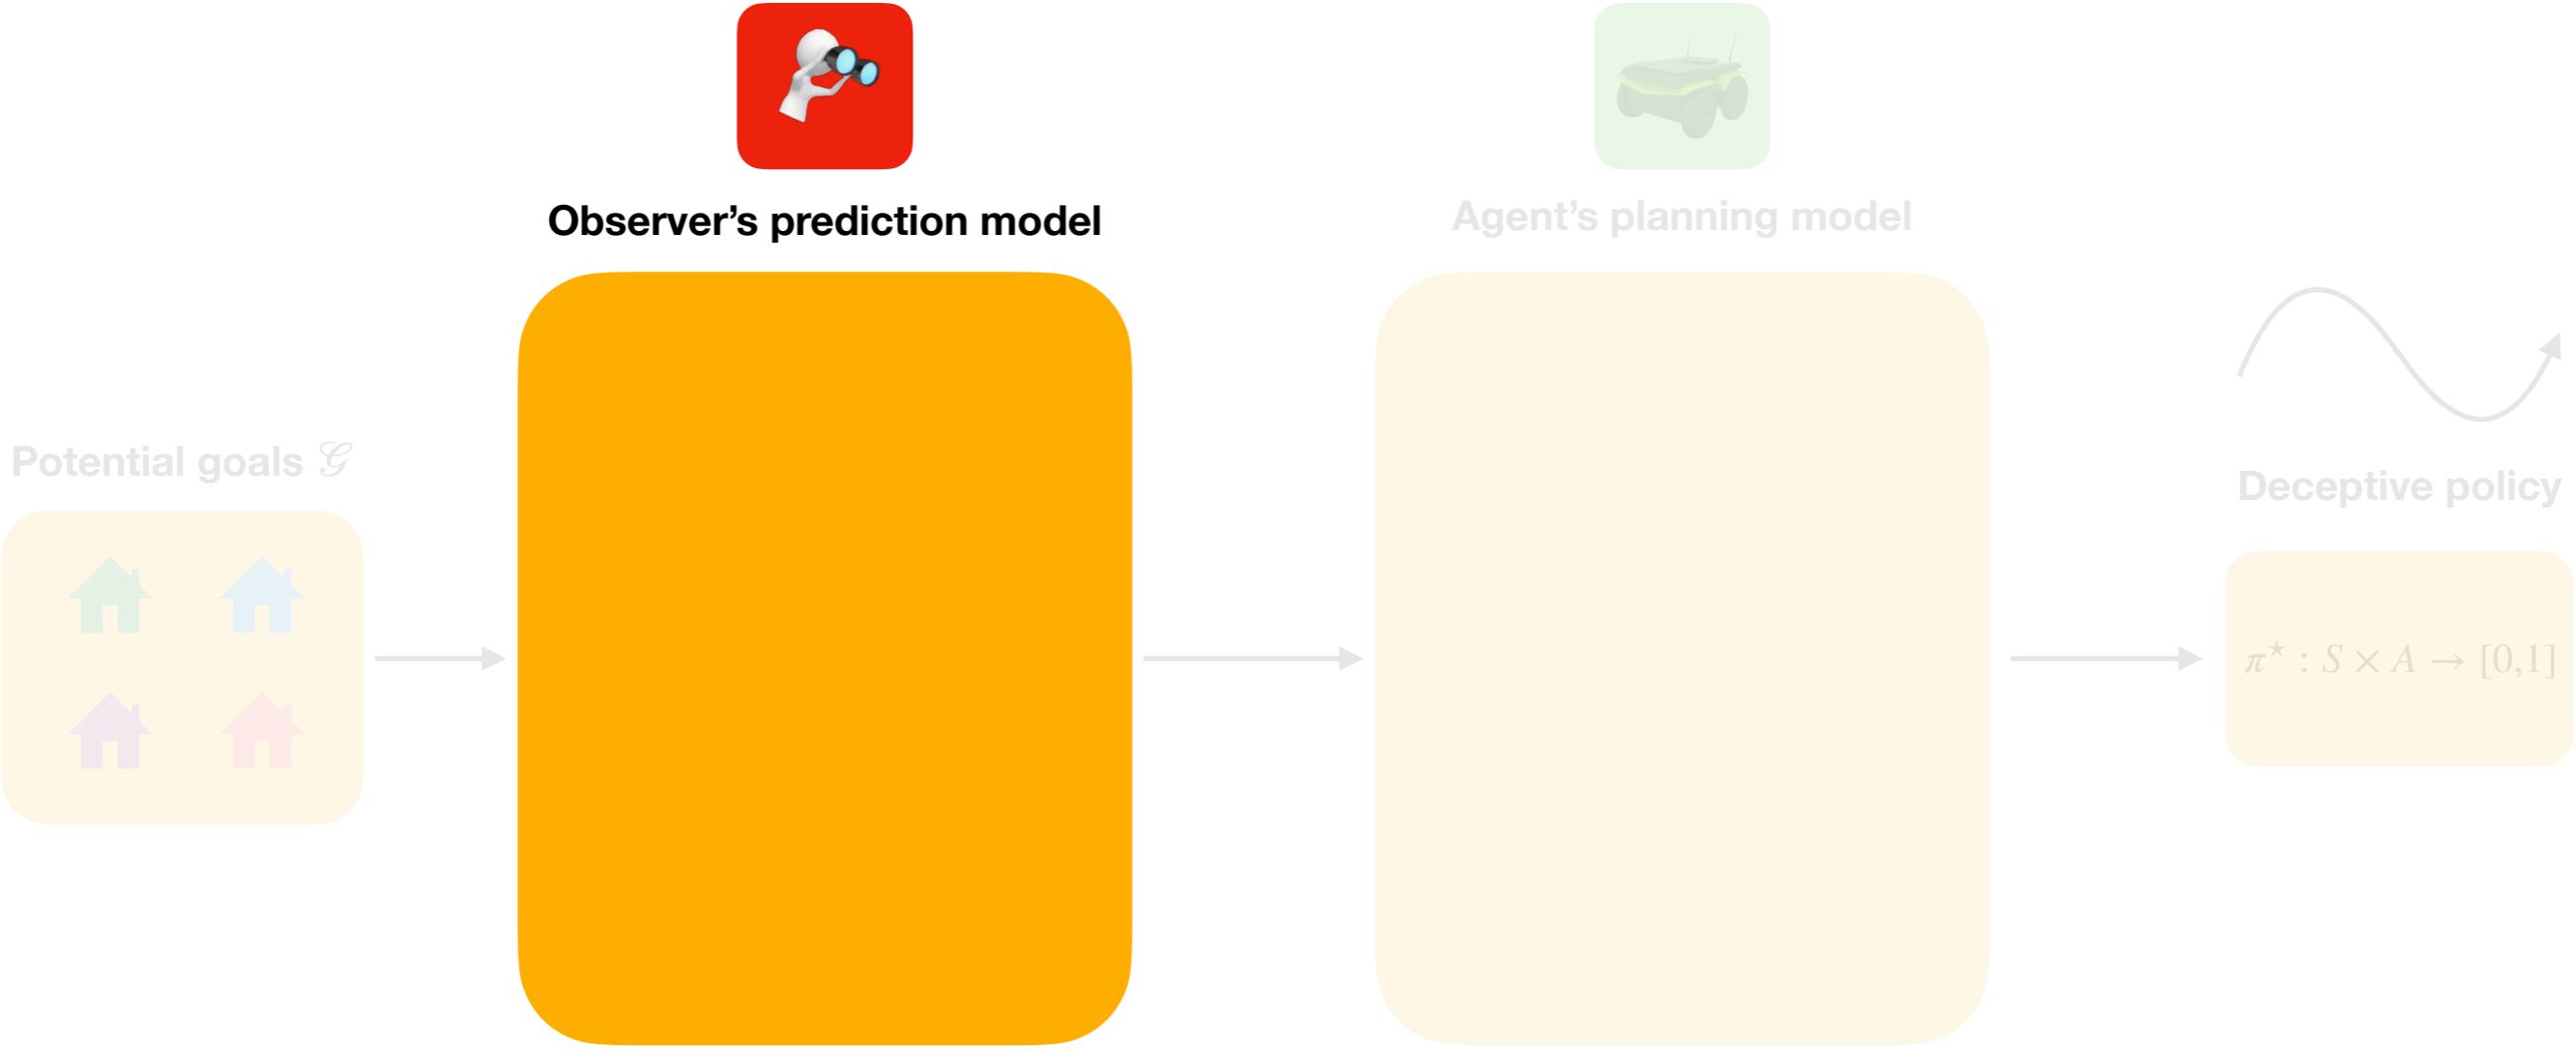 Observer’s prediction model
Agent’s planning model
Potential goals 𝒢
Deceptive policy
π⋆ : S × A → [0,1]